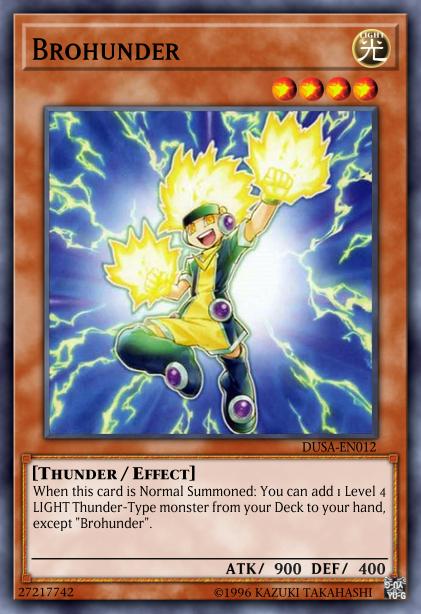 BROHUNDER
LIGHT
光
DUSA-EN012
[THUNDER / EFFECT]
When this card is Normal Summoned: You can add 1 Level 4
LIGHT Thunder-Type monster from your Deck to your hand,
except "Brohunder".
ATK/ 900 DEF/ 400
27217742
©1996 KAZUKI TAKAHASHI